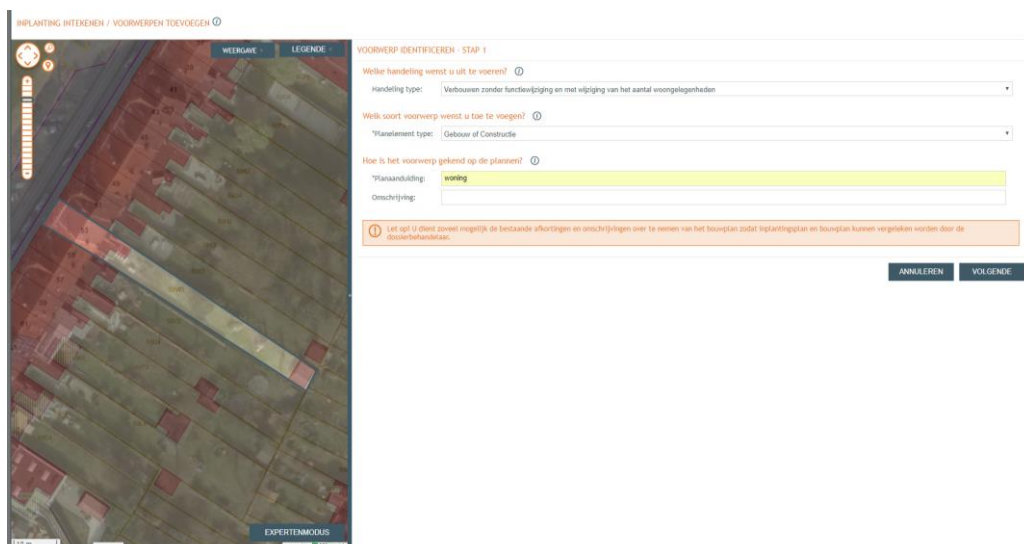 INPLANTING INTEKENEN / VOORWERPEN TOEVOEGEN
WEERGAVE
LEGENDE
VOORWERP IDENTIFICEREN - STAP 1
Welke handeling wenst u uit te voeren?
Handeling type: Verbouwen zonder functiewijziging en met wijziging van het aantal woongelegenheden
Welk soort voorwerp wenst u toe te voegen?
*Planelement type: Gebouw of Constructie
Hoe is het voorwerp gekend op de plannen?
*Planaanduiding: woning
Omschrijving:
Let op! U dient zoveel mogelijk de bestaande afkortingen en omschrijvingen over te nemen van het bouwplan zodat inplantingsplan en bouwplan kunnen vergeleken worden door de
dossierbehandelaar.
ANNULEREN
VOLGENDE
EXPERTENMODUS